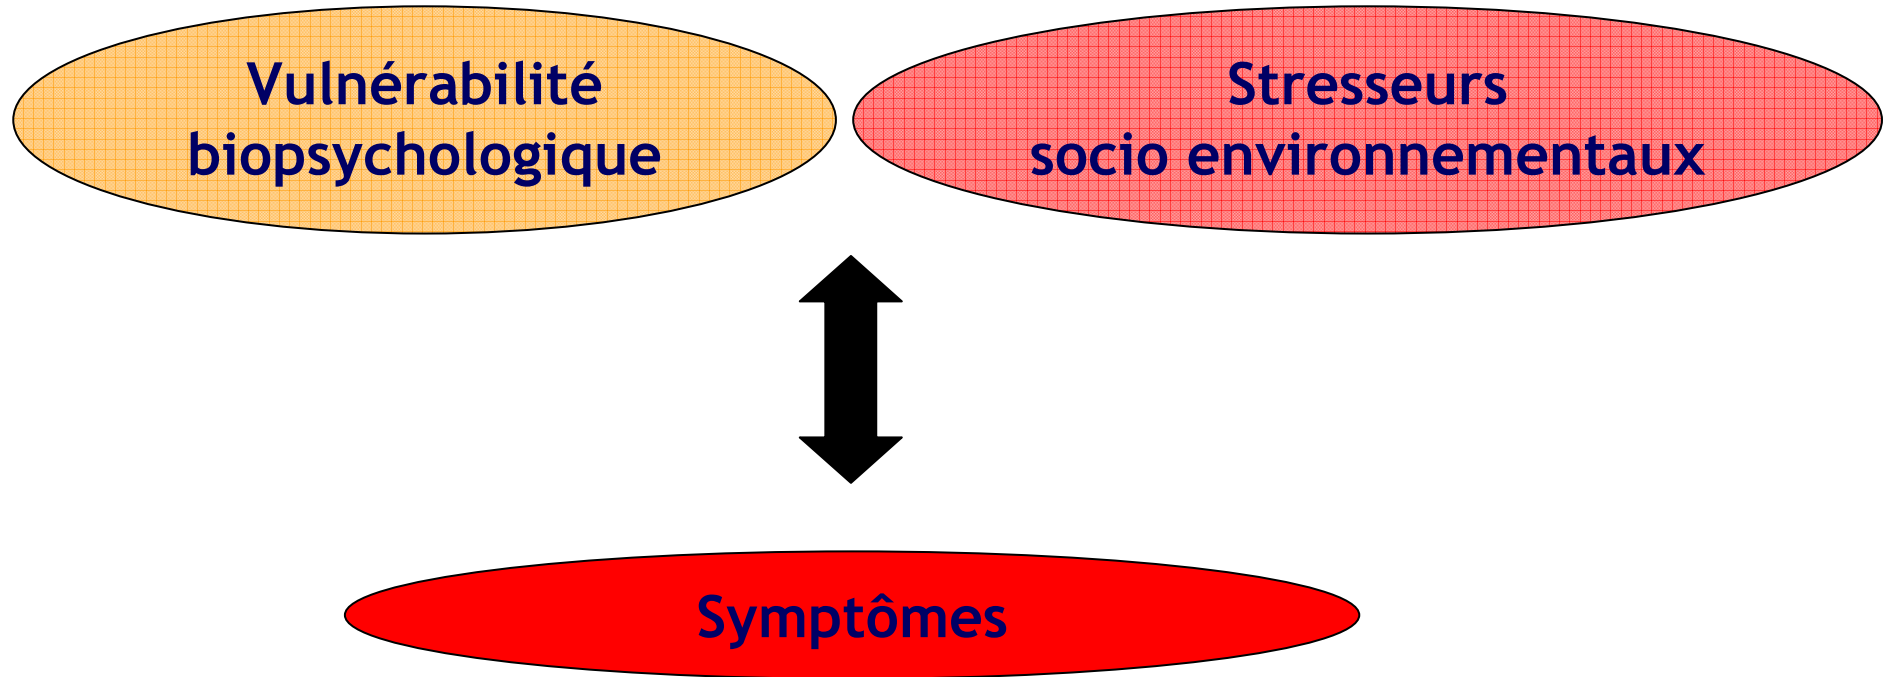 Vulnérabilité
biopsychologique
Stresseurs
socio environnementaux
Symptômes